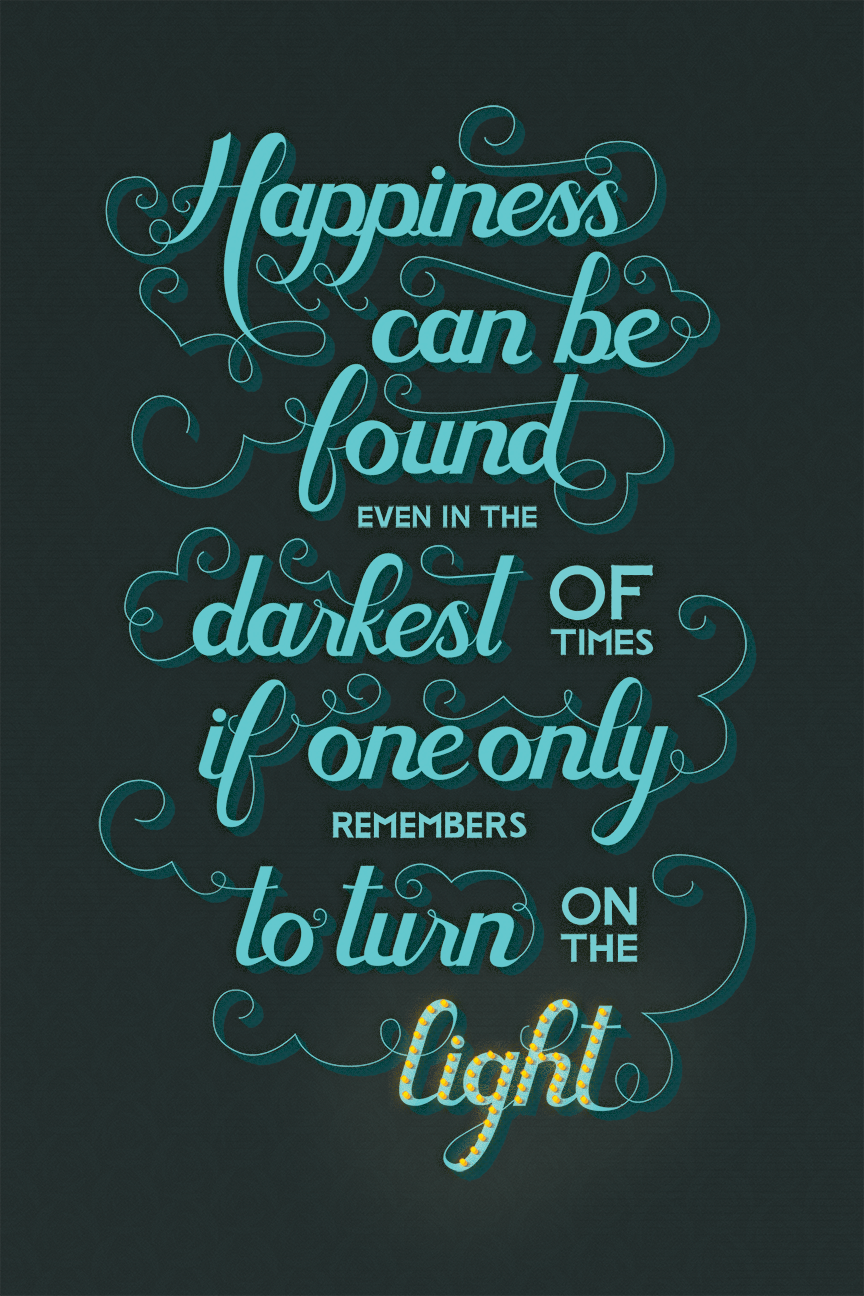 Happiness
can be
found
EVEN IN THE
darkest OF
TIMES
if one only
REMEMBERS
to turn ON
THE
light